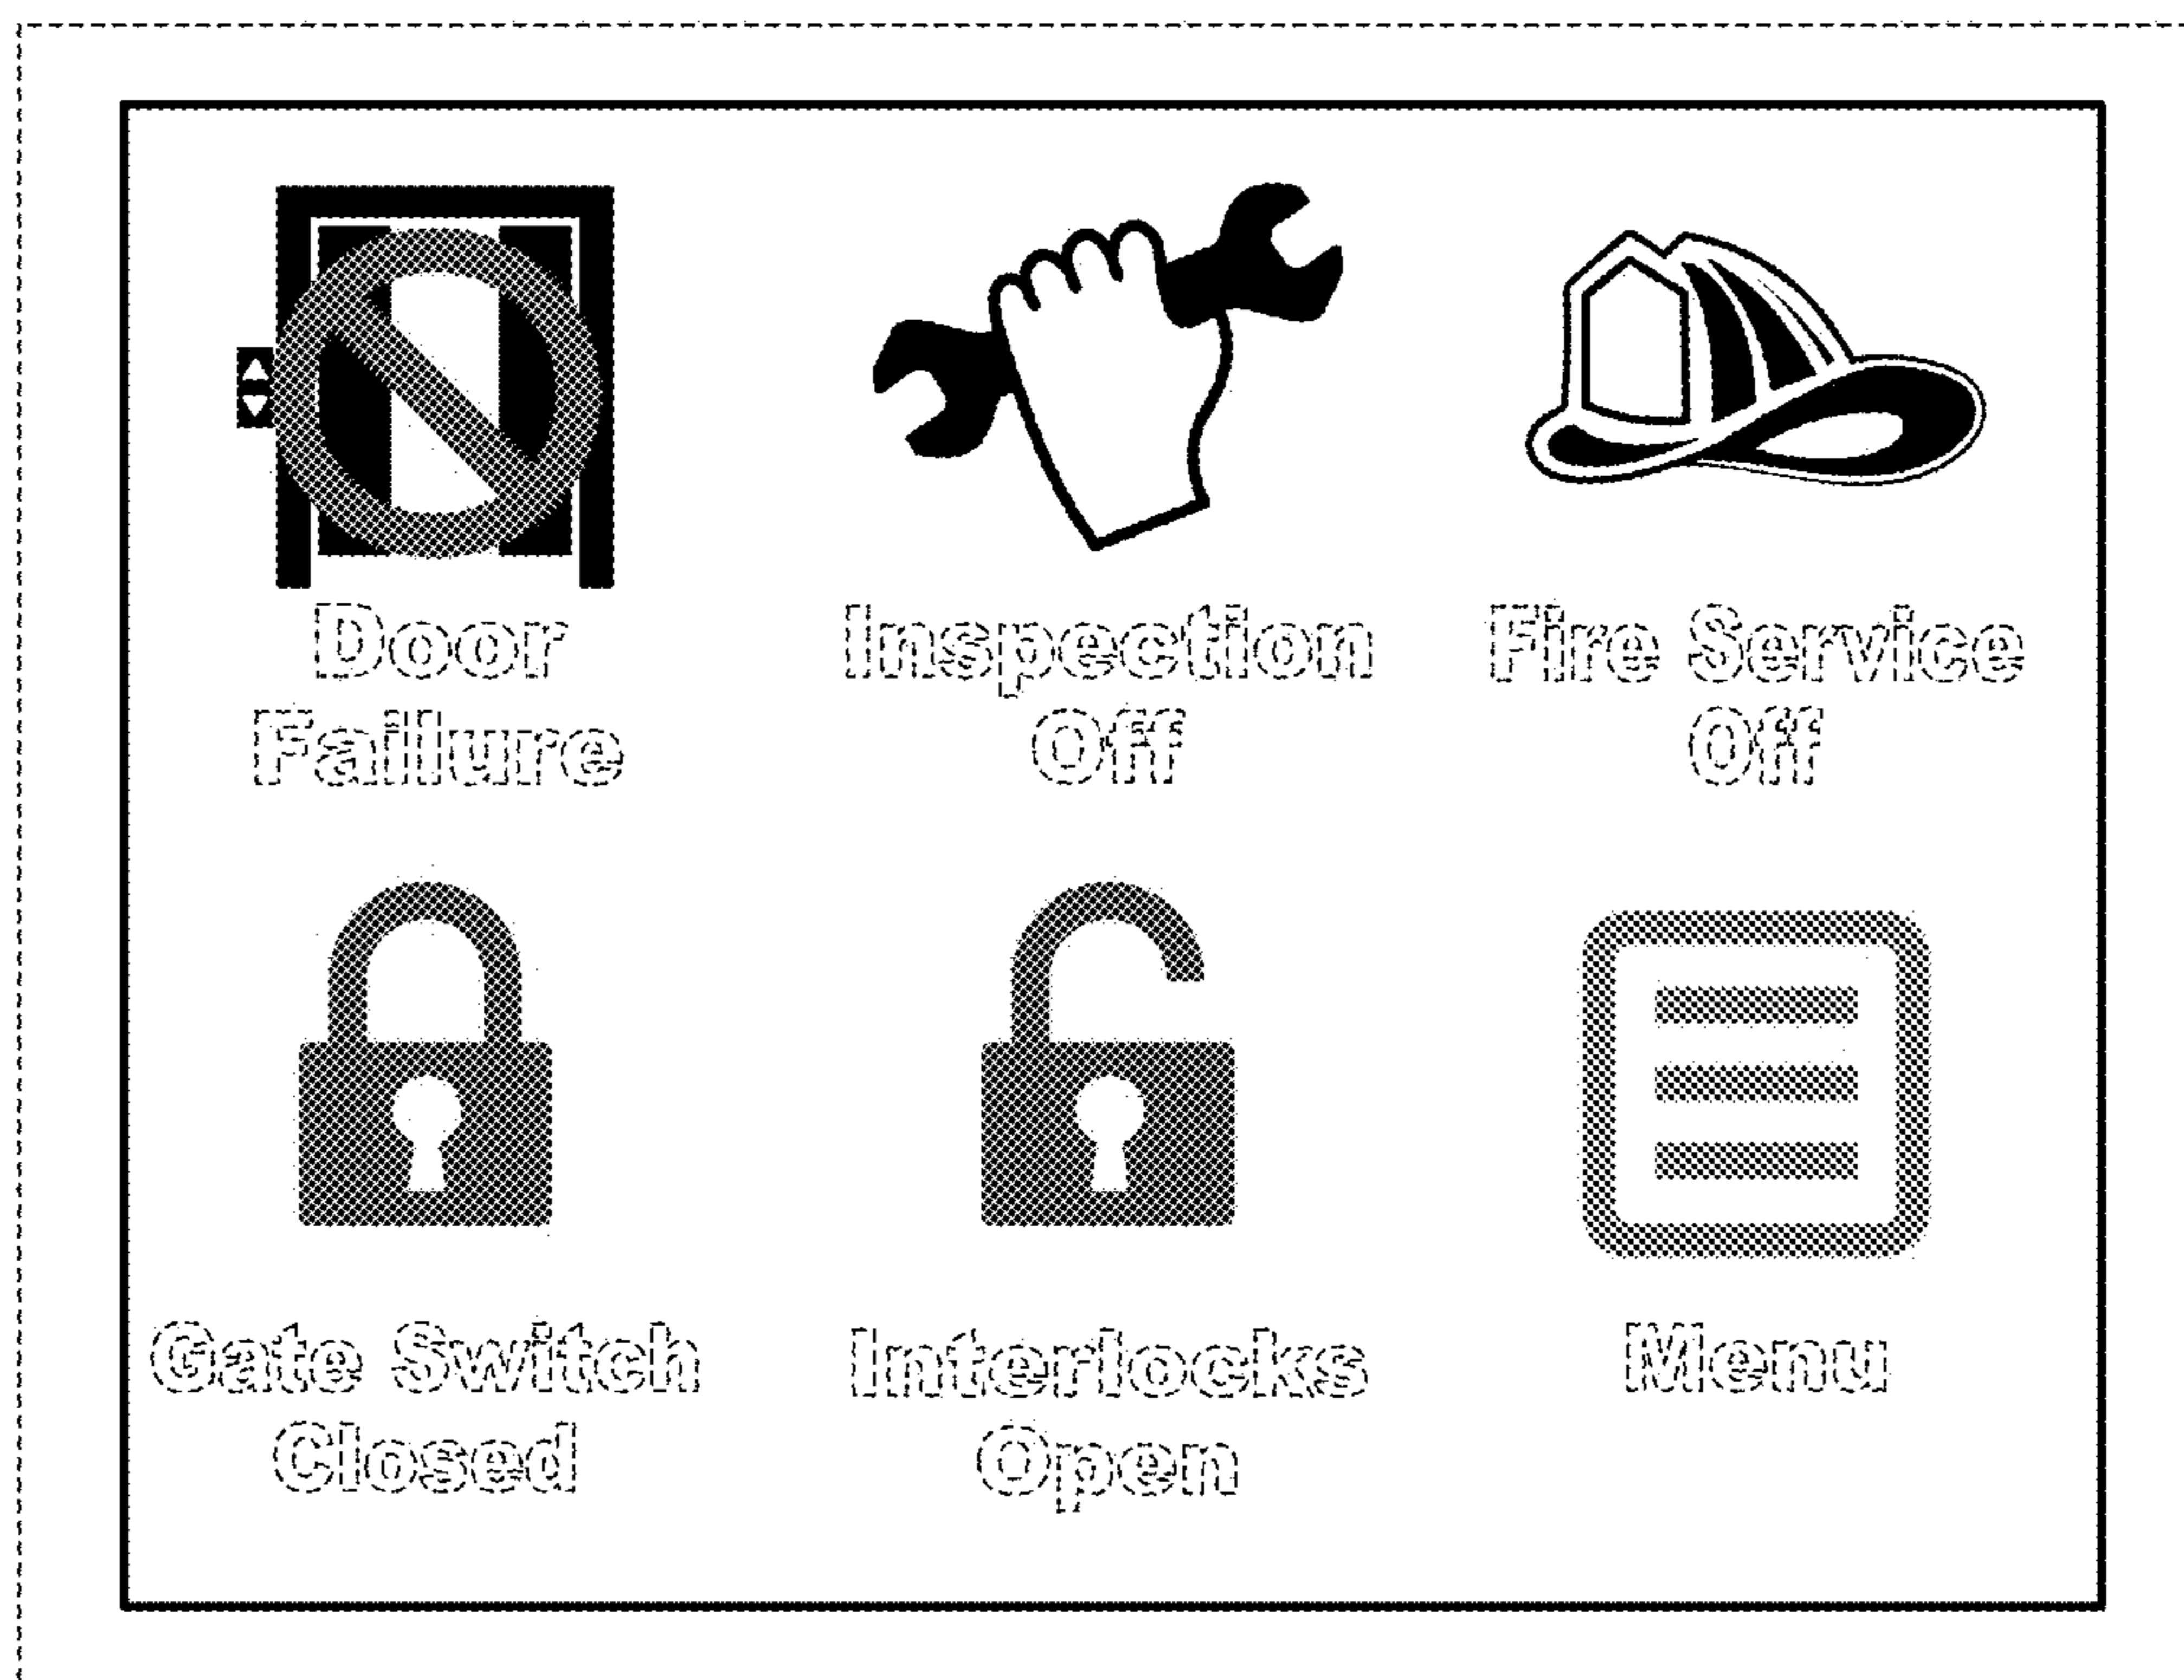 Door
Failure
Inspection
Off
Fire Service
Off
Gate Switch
Closed
Interlocks
Open
Menu